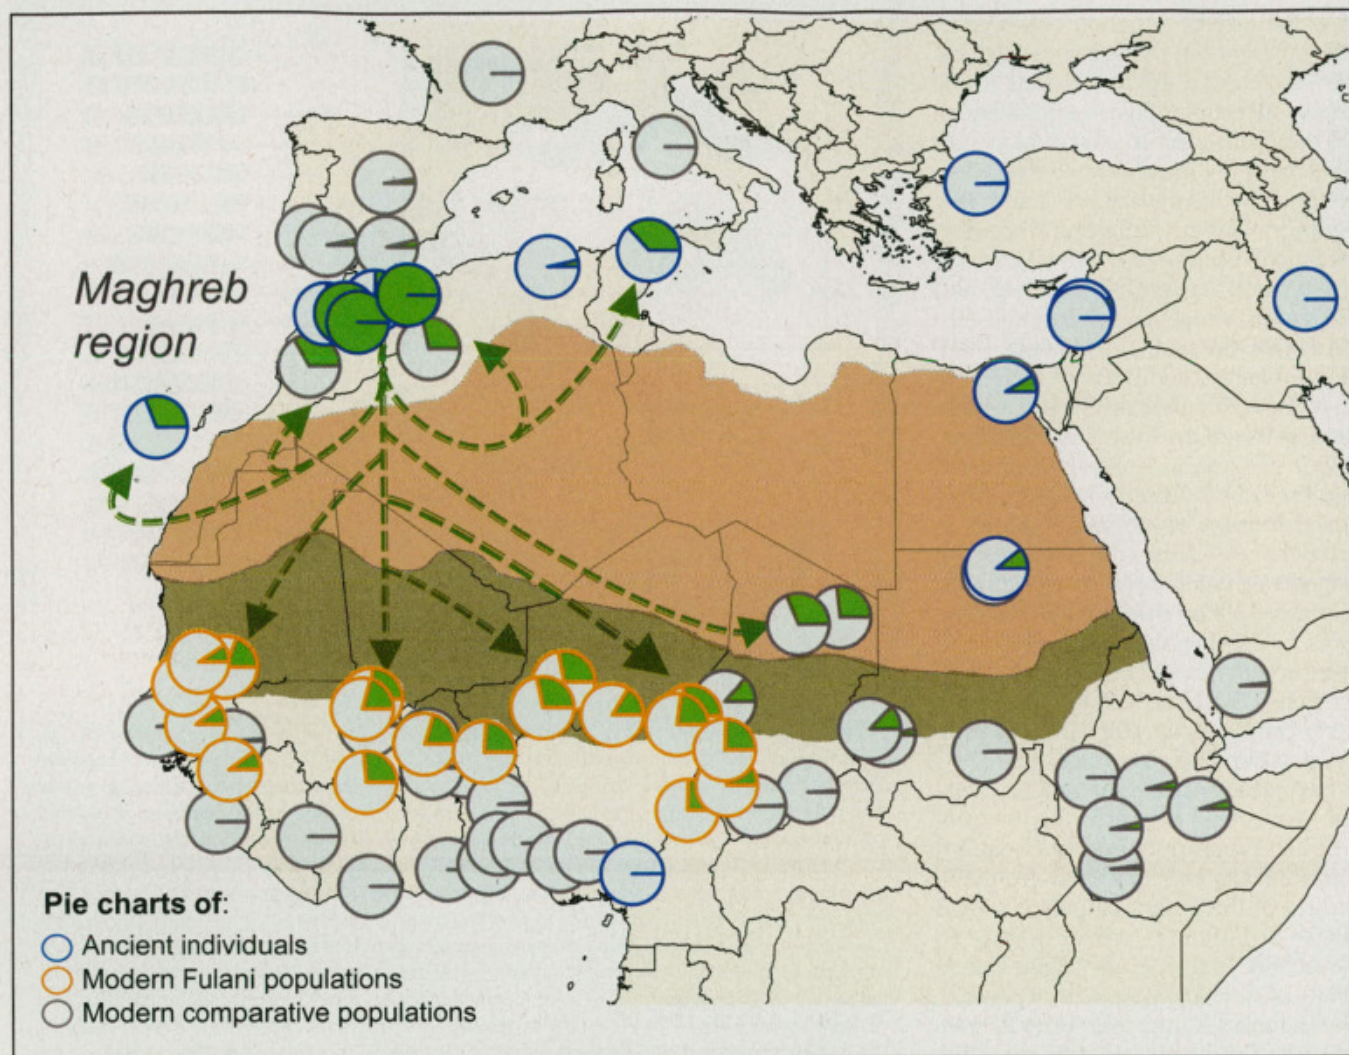 Maghreb
region
Pie charts of:
Ancient individuals
Modern Fulani populations
Modern comparative populations